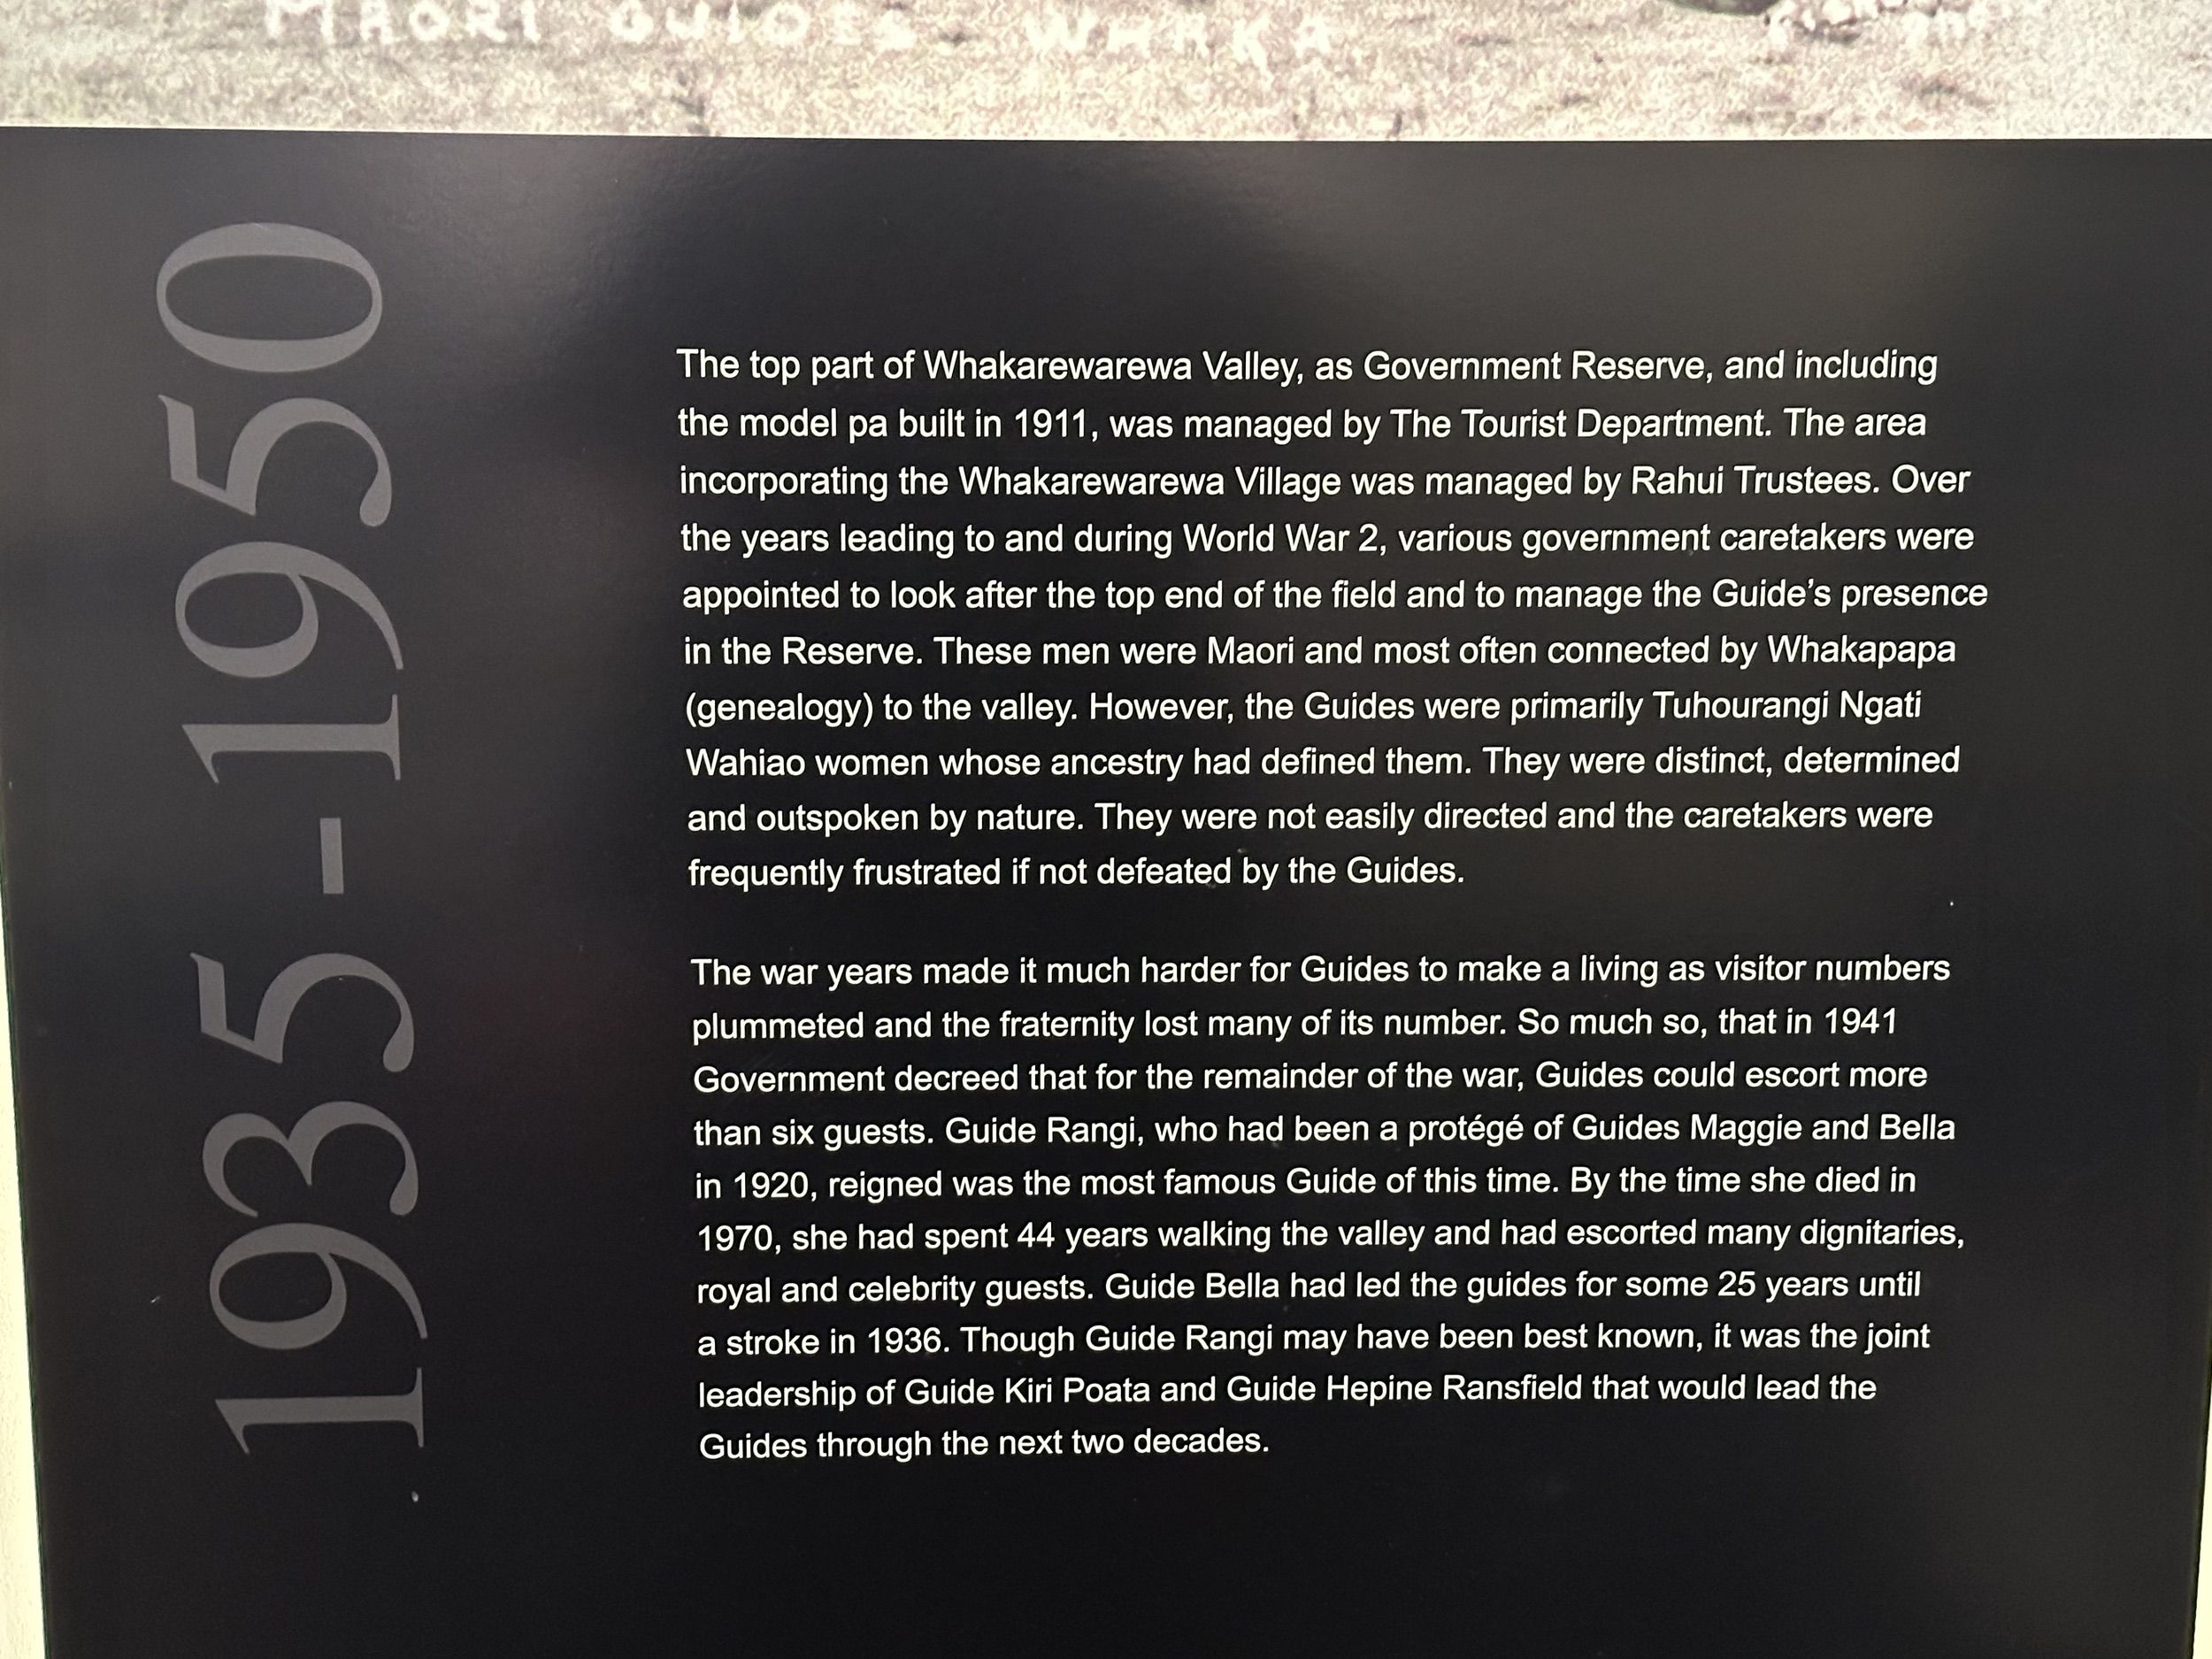 MAORI GUIDES. WHAKA
1935-1950
The top part of Whakarewarewa Valley, as Government Reserve, and including
the model pa built in 1911, was managed by The Tourist Department. The area
incorporating the Whakarewarewa Village was managed by Rahui Trustees. Over
the years leading to and during World War 2, various government caretakers were
appointed to look after the top end of the field and to manage the Guide's presence
in the Reserve. These men were Maori and most often connected by Whakapapa
(genealogy) to the valley. However, the Guides were primarily Tuhourangi Ngati
Wahiao women whose ancestry had defined them. They were distinct, determined
and outspoken by nature. They were not easily directed and the caretakers were
frequently frustrated if not defeated by the Guides.
The war years made it much harder for Guides to make a living as visitor numbers
plummeted and the fraternity lost many of its number. So much so, that in 1941
Government decreed that for the remainder of the war, Guides could escort more
than six guests. Guide Rangi, who had been a protégé of Guides Maggie and Bella
in 1920, reigned was the most famous Guide of this time. By the time she died in
1970, she had spent 44 years walking the valley and had escorted many dignitaries,
royal and celebrity guests. Guide Bella had led the guides for some 25 years until
a stroke in 1936. Though Guide Rangi may have been best known, it was the joint
leadership of Guide Kiri Poata and Guide Hepine Ransfield that would lead the
Guides through the next two decades.